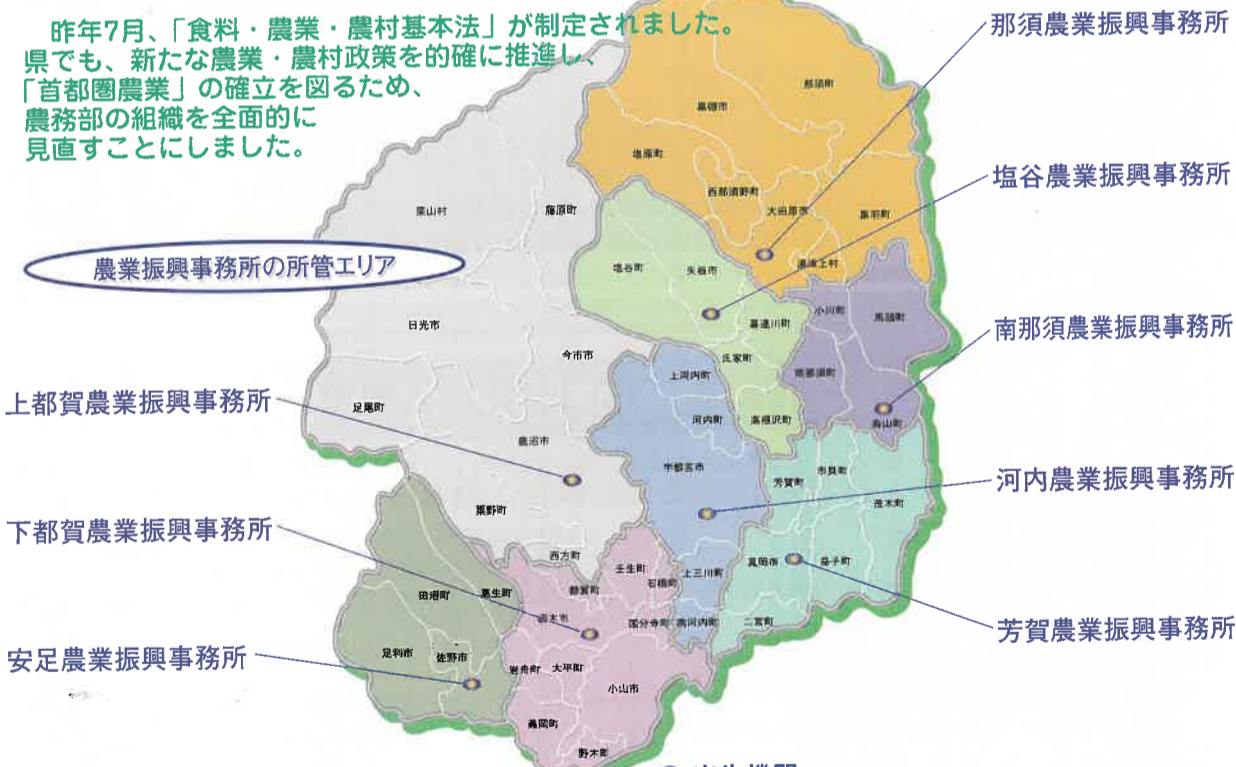 昨年7月、「食料・農業・農村基本法」が制定されました。
県でも、新たな農業・農村政策を的確に推進し、
「首都圏農業」の確立を図るため、
農務部の組織を全面的に
見直すことにしました。
農業振興事務所の所管エリア
那須農業振興事務所
塩谷農業振興事務所
南那須農業振興事務所
河内農業振興事務所
芳賀農業振興事務所
上都賀農業振興事務所
下都賀農業振興事務所
安足農業振興事務所
那須町
黒磯市
塩原町
西那須野町
大田原市
黒羽町
湯津上村
栗山村
藤原町
塩谷町
矢板市
喜連川町
氏家町
高根沢町
小川町
馬頭町
南那須町
烏山町
日光市
今市市
足尾町
鹿沼市
粟野町
西方町
上河内町
河内町
宇都宮市
上三川町
南河内町
芳賀町
市貝町
茂木町
真岡市
益子町
二宮町
壬生町
石橋町
都賀町
栃木市
国分寺町
岩舟町
大平町
小山市
藤岡町
野木町
田沼町
葛生町
足利市
佐野市